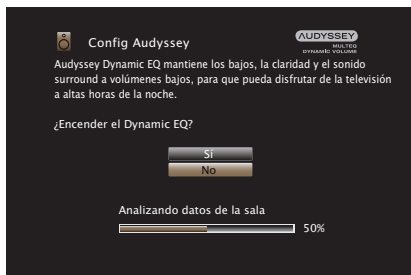 Config Audyssey
AUDYSSEY
MULTEQ
DYNAMIC VOLUME
Audyssey Dynamic EQ mantiene los bajos, la claridad y el sonido
surround a volúmenes bajos, para que pueda disfrutar de la televisión
a altas horas de la noche.
¿Encender el Dynamic EQ?
Sí
No
Analizando datos de la sala
50%